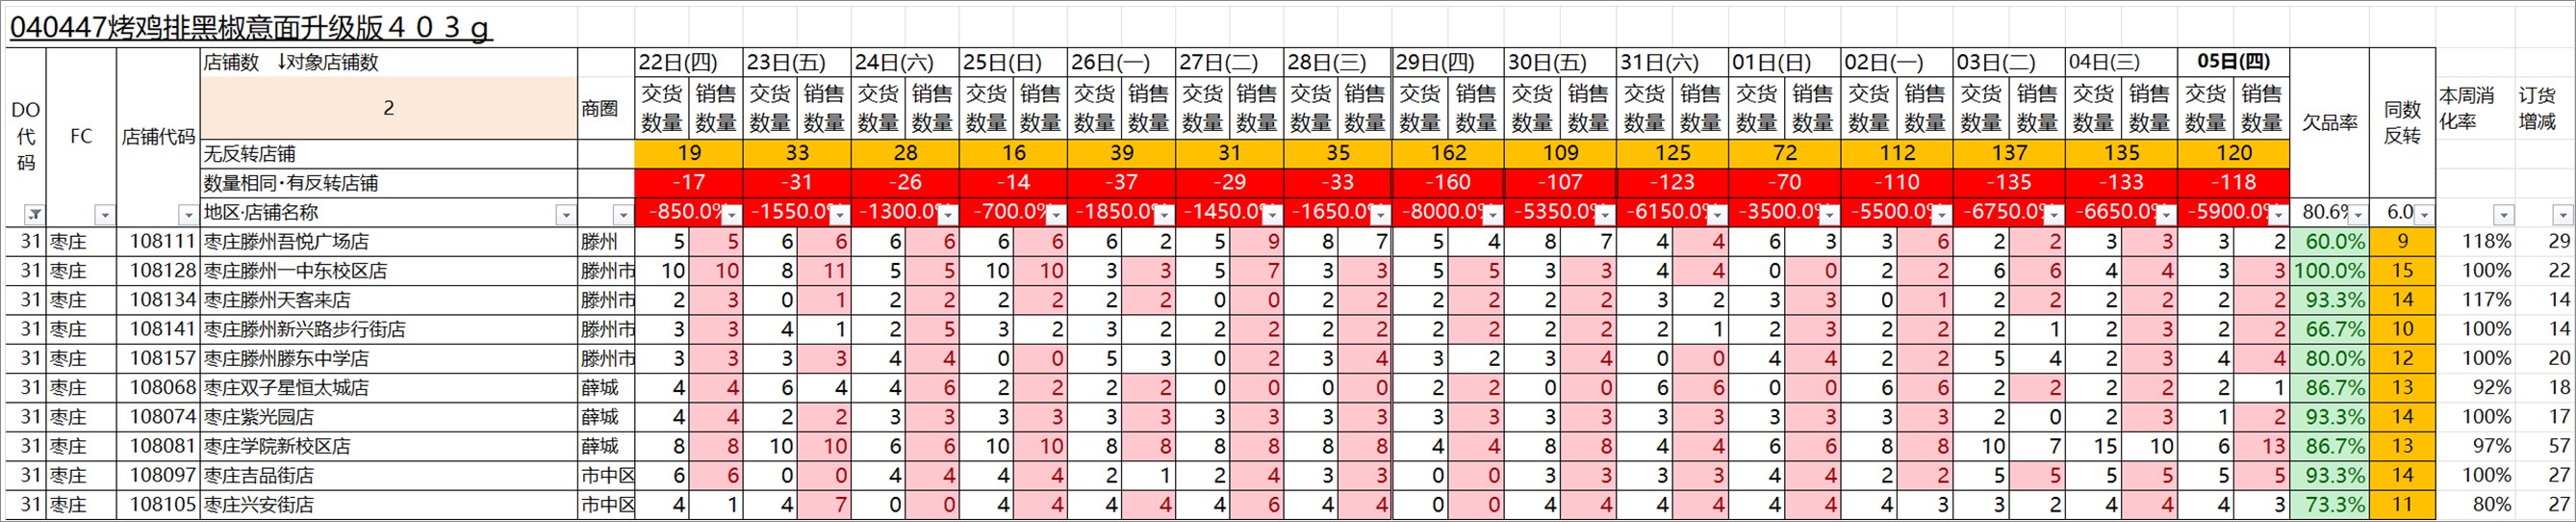 040447烤鸡排黑椒意面升级版４０３g
DO代码 FC 店铺代码 店铺数 ↓对象店铺数 商圈 22日(四) 23日(五) 24日(六) 25日(日) 26日(一) 27日(二) 28日(三) 29日(四) 30日(五) 31日(六) 01日(日) 02日(一) 03日(二) 04日(三) 05日(四) 欠品率 同数反转 本周消化率 订货增减
2 交货数量 销售数量 交货数量 销售数量 交货数量 销售数量 交货数量 销售数量 交货数量 销售数量 交货数量 销售数量 交货数量 销售数量 交货数量 销售数量 交货数量 销售数量 交货数量 销售数量 交货数量 销售数量 交货数量 销售数量 交货数量 销售数量 交货数量 销售数量 交货数量 销售数量
无反转店铺 19 33 28 16 39 31 35 162 109 125 72 112 137 135 120
数量相同·有反转店铺 -17 -31 -26 -14 -37 -29 -33 -160 -107 -123 -70 -110 -135 -133 -118
地区·店铺名称 -850.0% -1550.0% -1300.0% -700.0% -1850.0% -1450.0% -1650.0% -8000.0% -5350.0% -6150.0% -3500.0% -5500.0% -6750.0% -6650.0% -5900.0% 80.6% 6.0
31 枣庄 108111 枣庄滕州吾悦广场店 滕州 5 5 6 6 6 6 6 6 6 2 5 9 8 7 5 4 8 7 4 4 6 3 3 6 2 2 3 3 3 2 60.0% 9 118% 29
31 枣庄 108128 枣庄滕州一中东校区店 滕州市 10 10 8 11 5 5 10 10 3 3 5 7 3 3 5 5 3 3 4 4 0 0 2 2 6 6 4 4 3 3 100.0% 15 100% 22
31 枣庄 108134 枣庄滕州天客来店 滕州市 2 3 0 1 2 2 2 2 2 2 0 0 2 2 2 2 2 2 3 2 3 3 0 1 2 2 2 2 2 2 93.3% 14 117% 14
31 枣庄 108141 枣庄滕州新兴路步行街店 滕州市 3 3 4 1 2 5 3 2 3 2 2 2 2 2 2 2 2 2 2 1 2 3 2 2 2 1 2 3 2 2 66.7% 10 100% 14
31 枣庄 108157 枣庄滕州滕东中学店 滕州市 3 3 3 3 4 4 0 0 5 3 0 2 3 4 3 2 3 4 0 0 4 4 2 2 5 4 2 3 4 4 80.0% 12 100% 20
31 枣庄 108068 枣庄双子星恒太城店 薛城 4 4 6 4 4 6 2 2 2 2 0 0 0 0 2 2 0 0 6 6 0 0 6 6 2 2 2 2 2 1 86.7% 13 92% 18
31 枣庄 108074 枣庄紫光园店 薛城 4 4 2 2 3 3 3 3 3 3 3 3 3 3 3 3 3 3 3 3 3 3 3 3 2 0 2 3 1 2 93.3% 14 100% 17
31 枣庄 108081 枣庄学院新校区店 薛城 8 8 10 10 6 6 10 10 8 8 8 8 8 8 4 4 8 8 4 4 6 6 8 8 10 7 15 10 6 13 86.7% 13 97% 57
31 枣庄 108097 枣庄吉品街店 市中区 6 6 0 0 4 4 4 4 2 1 2 4 3 3 0 0 3 3 3 3 4 4 2 2 5 5 5 5 5 5 93.3% 14 100% 27
31 枣庄 108105 枣庄兴安街店 市中区 4 1 4 7 0 0 4 4 4 4 4 6 4 4 0 0 4 4 4 4 4 4 4 3 3 2 4 4 4 3 73.3% 11 80% 27